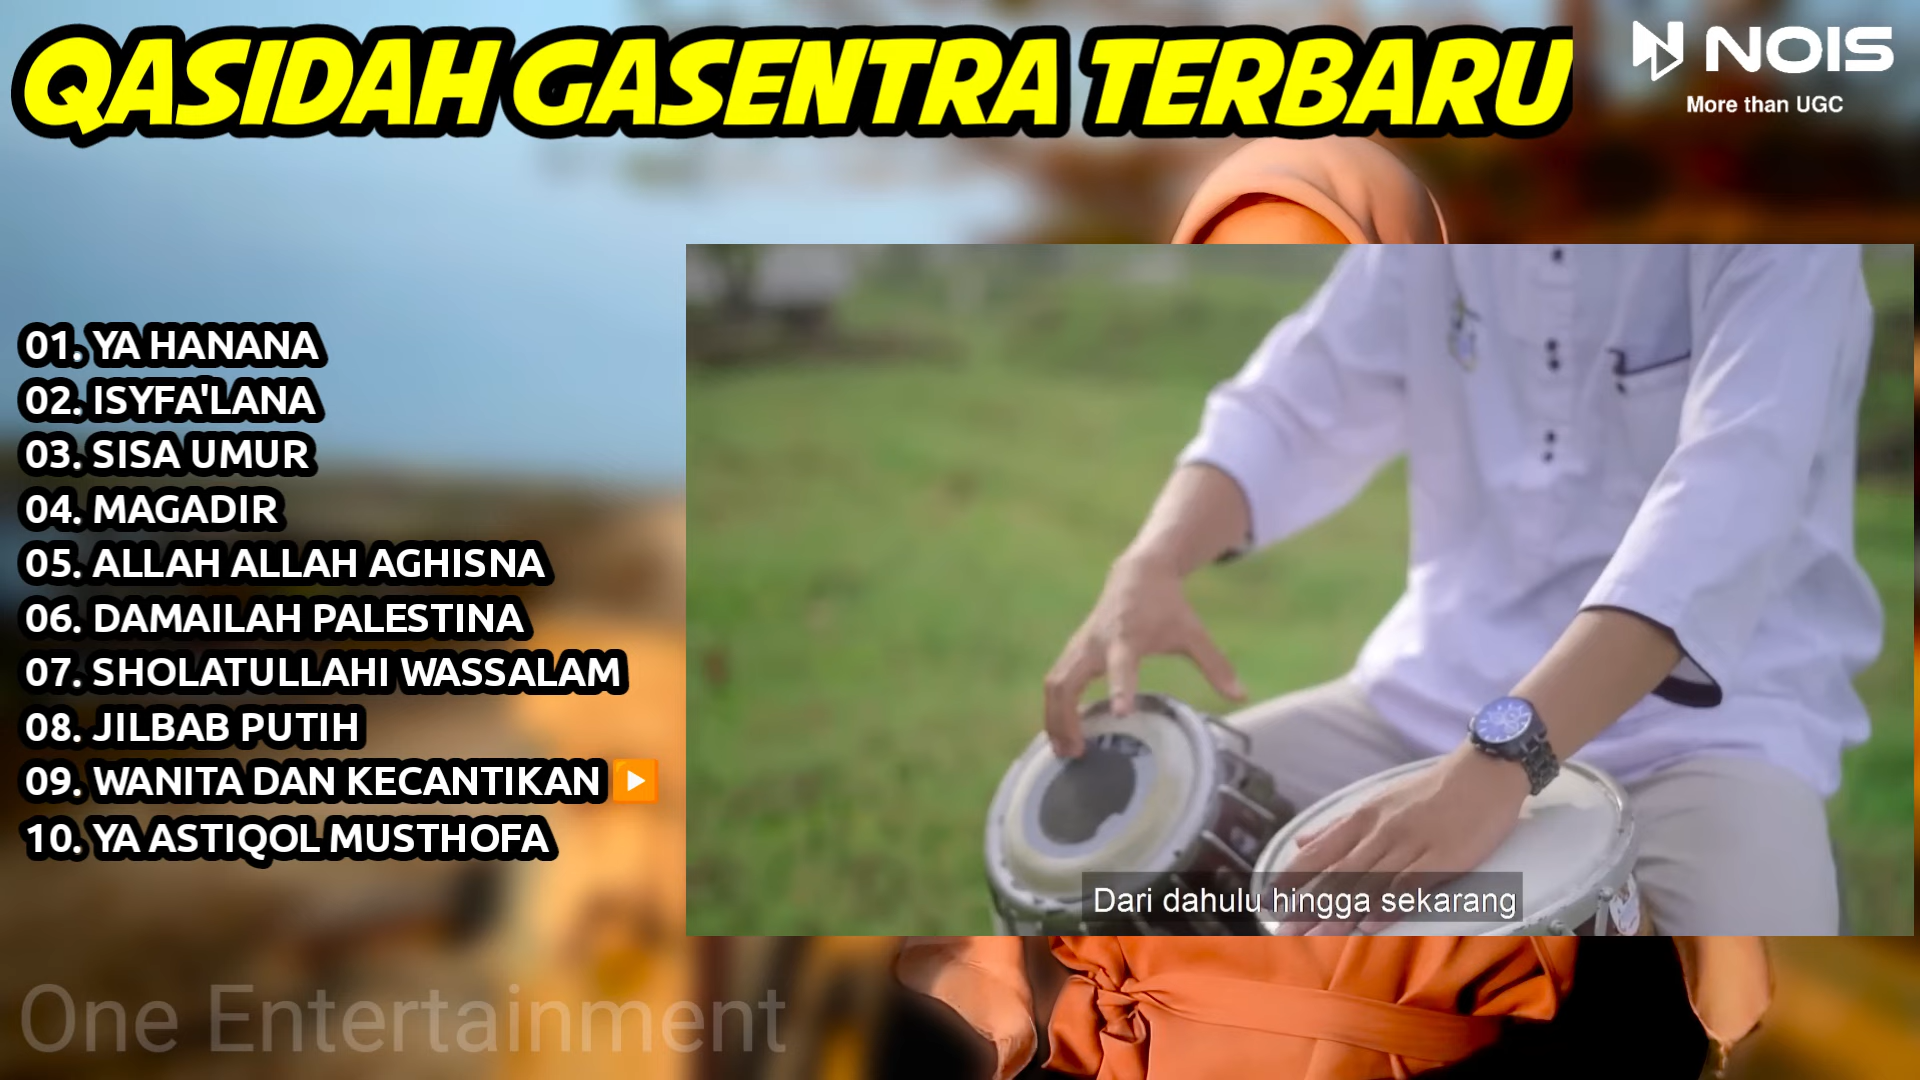 QASIDAH GASENTRA TERBARU
NOIS
More than UGC
01. YA HANANA
02. ISYFA'LANA
03. SISA UMUR
04. MAGADIR
05. ALLAH ALLAH AGHISNA
06. DAMAILAH PALESTINA
07. SHOLATULLAHI WASSALAM
08. JILBAB PUTIH
09. WANITA DAN KECANTIKAN
10. YA ASTIQOL MUSTHOFA
Dari dahulu hingga sekarang
One Entertainment